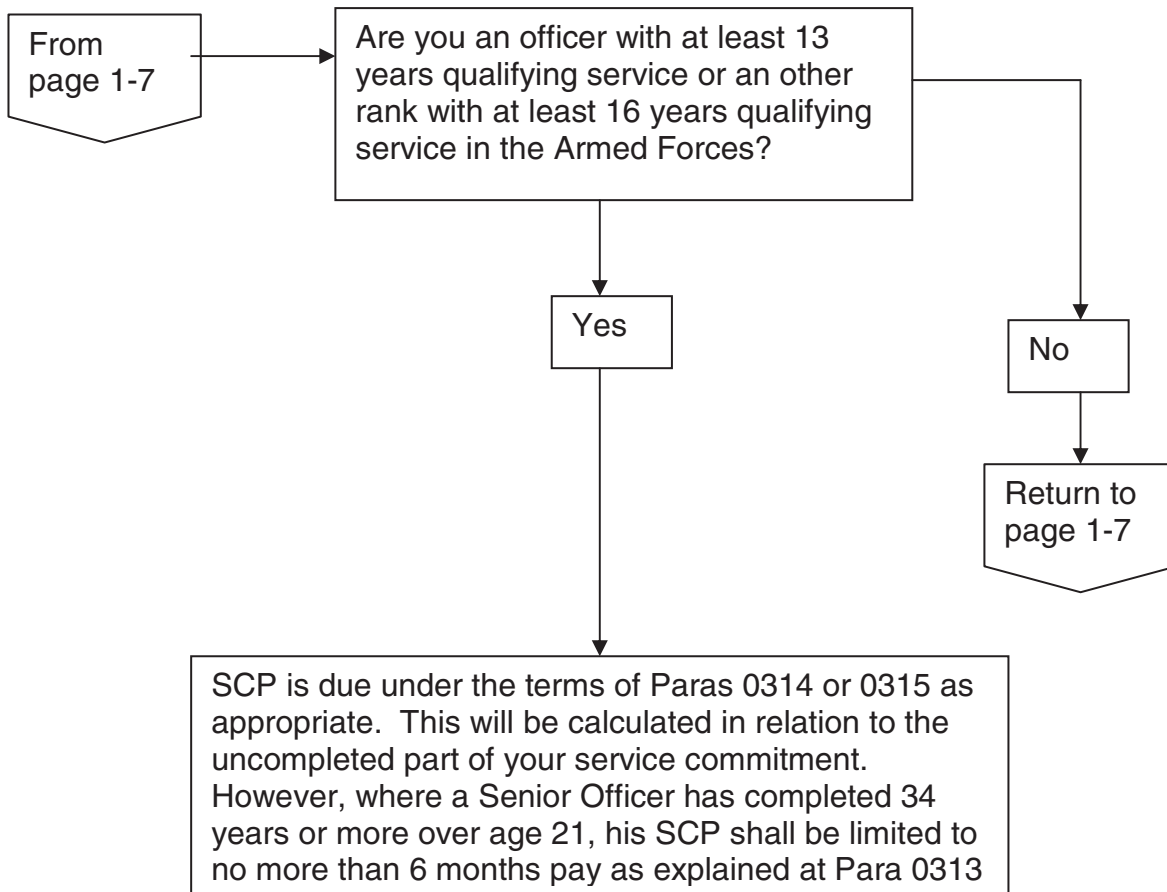 From
page 1-7
Are you an officer with at least 13
years qualifying service or an other
rank with at least 16 years qualifying
service in the Armed Forces?
Yes
No
Return to
page 1-7
SCP is due under the terms of Paras 0314 or 0315 as
appropriate. This will be calculated in relation to the
uncompleted part of your service commitment.
However, where a Senior Officer has completed 34
years or more over age 21, his SCP shall be limited to
no more than 6 months pay as explained at Para 0313